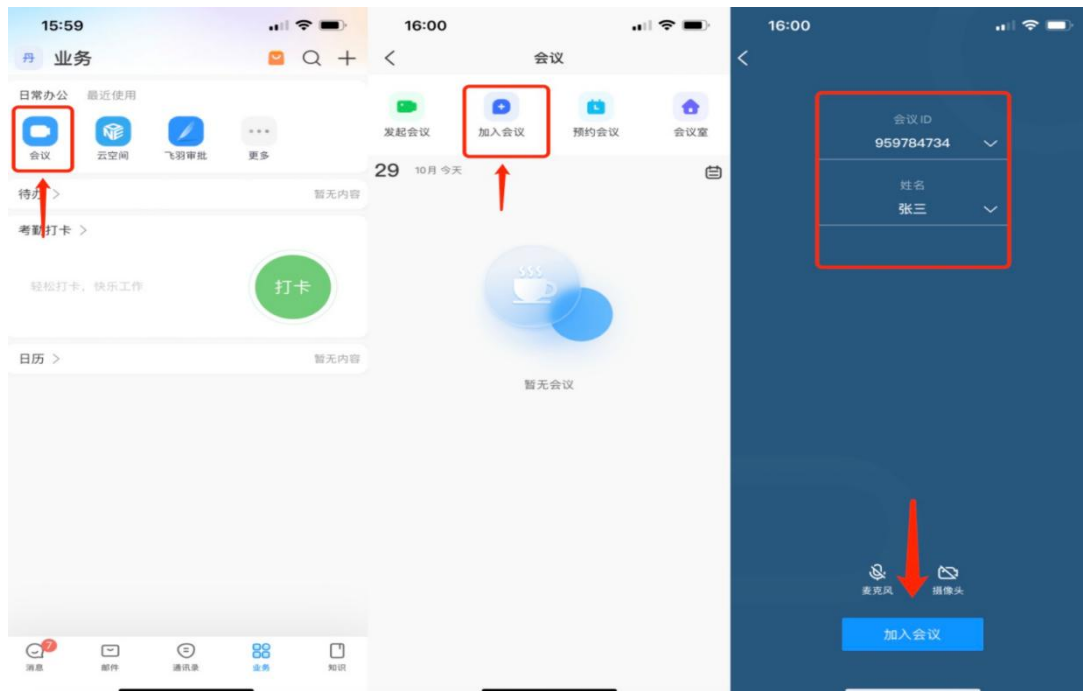 15:59
丹 业务
日常办公 最近使用
会议 云空间 飞羽审批 更多
待办 > 暂无内容
考勤打卡 >
轻松打卡，快乐工作
打卡
日历 > 暂无内容
7
消息 邮件 通讯录 业务 知识
16:00
会议
发起会议 加入会议 预约会议 会议室
29 10月 今天
暂无会议
16:00
会议 ID
959784734
姓名
张三
麦克风 摄像头
加入会议